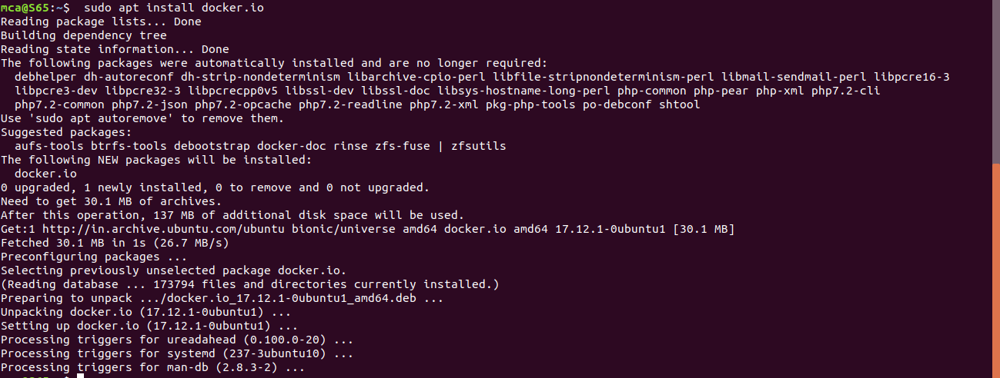 mca@S65:~$  sudo apt install docker.io
Reading package lists... Done
Building dependency tree
Reading state information... Done
The following packages were automatically installed and are no longer required:
  debhelper dh-autoreconf dh-strip-nondeterminism libarchive-cpio-perl libfile-stripnondeterminism-perl libmail-sendmail-perl libpcre16-3
  libpcre3-dev libpcre32-3 libpcrecpp0v5 libssl-dev libssl-doc libsys-hostname-long-perl php-common php-pear php-xml php7.2-cli
  php7.2-common php7.2-json php7.2-opcache php7.2-readline php7.2-xml pkg-php-tools po-debconf shtool
Use 'sudo apt autoremove' to remove them.
Suggested packages:
  aufs-tools btrfs-tools debootstrap docker-doc rinse zfs-fuse | zfsutils
The following NEW packages will be installed:
  docker.io
0 upgraded, 1 newly installed, 0 to remove and 0 not upgraded.
Need to get 30.1 MB of archives.
After this operation, 137 MB of additional disk space will be used.
Get:1 http://in.archive.ubuntu.com/ubuntu bionic/universe amd64 docker.io amd64 17.12.1-0ubuntu1 [30.1 MB]
Fetched 30.1 MB in 1s (26.7 MB/s)
Preconfiguring packages ...
Selecting previously unselected package docker.io.
(Reading database ... 173794 files and directories currently installed.)
Preparing to unpack .../docker.io_17.12.1-0ubuntu1_amd64.deb ...
Unpacking docker.io (17.12.1-0ubuntu1) ...
Setting up docker.io (17.12.1-0ubuntu1) ...
Processing triggers for ureadahead (0.100.0-20) ...
Processing triggers for systemd (237-3ubuntu10) ...
Processing triggers for man-db (2.8.3-2) ...